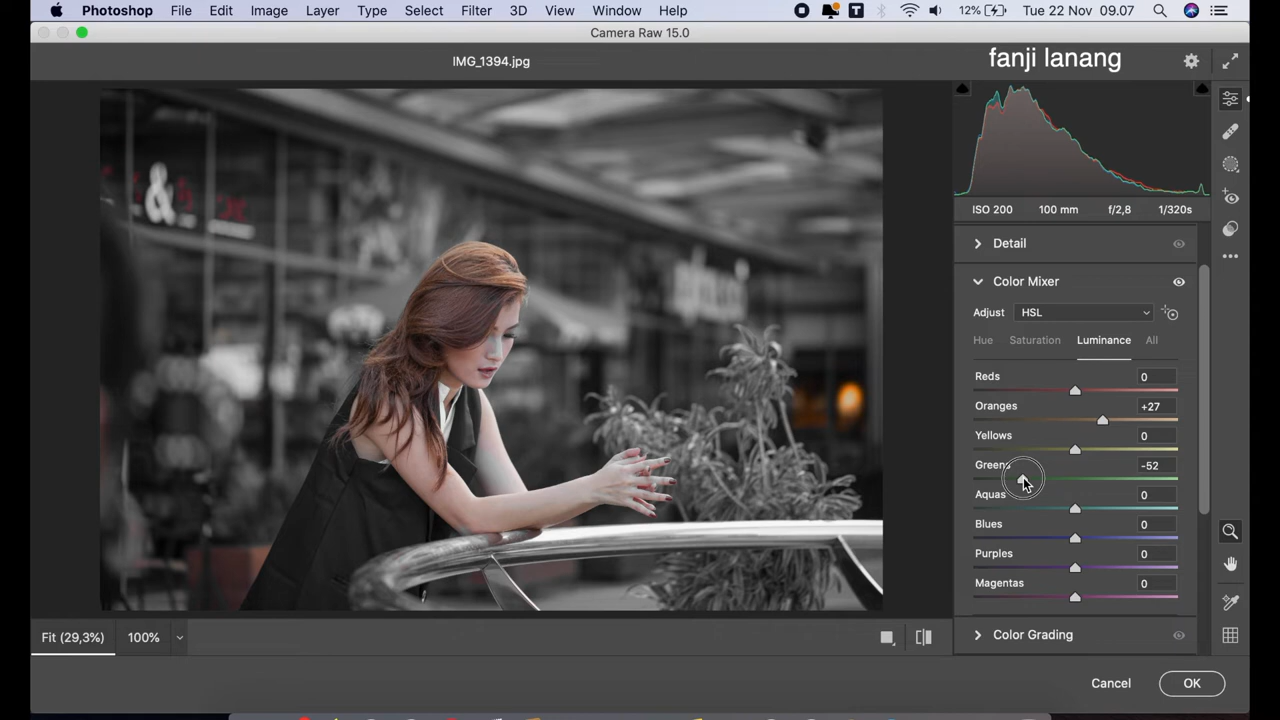 Photoshop File Edit Image Layer Type Select Filter 3D View Window Help T 12% Tue 22 Nov 09.07
Camera Raw 15.0
IMG_1394.jpg
fanji lanang
ISO 200 100 mm f/2,8 1/320s
Detail
Color Mixer
Adjust HSL
Hue Saturation Luminance All
Reds 0
Oranges +27
Yellows 0
Greens -52
Aquas 0
Blues 0
Purples 0
Magentas 0
Color Grading
&
Fit (29,3%) 100%
Cancel OK